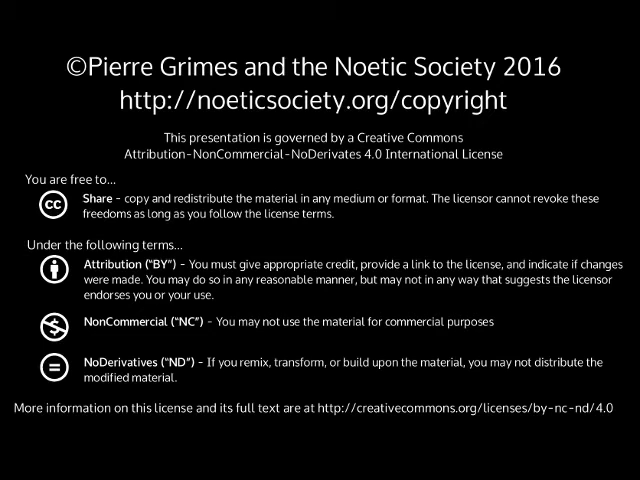 ©Pierre Grimes and the Noetic Society 2016
http://noeticsociety.org/copyright
This presentation is governed by a Creative Commons
Attribution-NonCommercial-NoDerivates 4.0 International License
You are free to...
Share - copy and redistribute the material in any medium or format. The licensor cannot revoke these
freedoms as long as you follow the license terms.
Under the following terms...
Attribution ("BY") - You must give appropriate credit, provide a link to the license, and indicate if changes
were made. You may do so in any reasonable manner, but may not in any way that suggests the licensor
endorses you or your use.
NonCommercial ("NC") - You may not use the material for commercial purposes
NoDerivatives ("ND") - If you remix, transform, or build upon the material, you may not distribute the
modified material.
More information on this license and its full text are at http://creativecommons.org/licenses/by-nc-nd/4.0